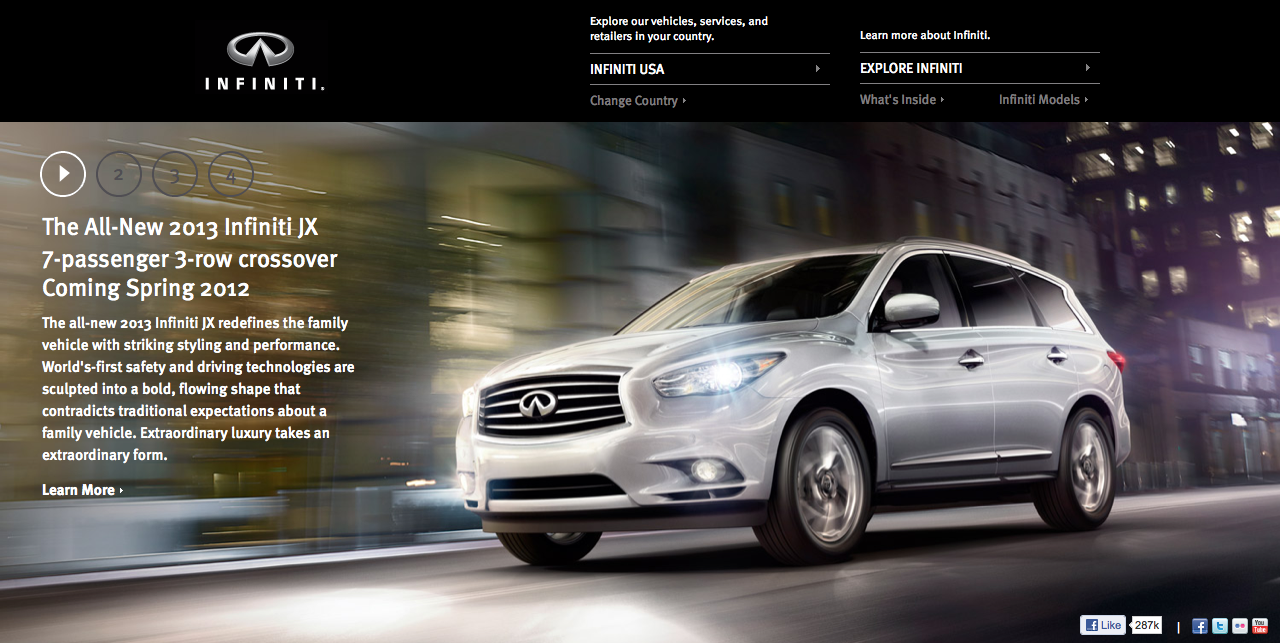 INFINITI.
Explore our vehicles, services, and
retailers in your country.
INFINITI USA
Change Country
Learn more about Infiniti.
EXPLORE INFINITI
What's Inside
Infiniti Models
2 3 4
The All-New 2013 Infiniti JX
7-passenger 3-row crossover
Coming Spring 2012
The all-new 2013 Infiniti JX redefines the family
vehicle with striking styling and performance.
World's-first safety and driving technologies are
sculpted into a bold, flowing shape that
contradicts traditional expectations about a
family vehicle. Extraordinary luxury takes an
extraordinary form.
Learn More
f Like 287k | f t You Tube